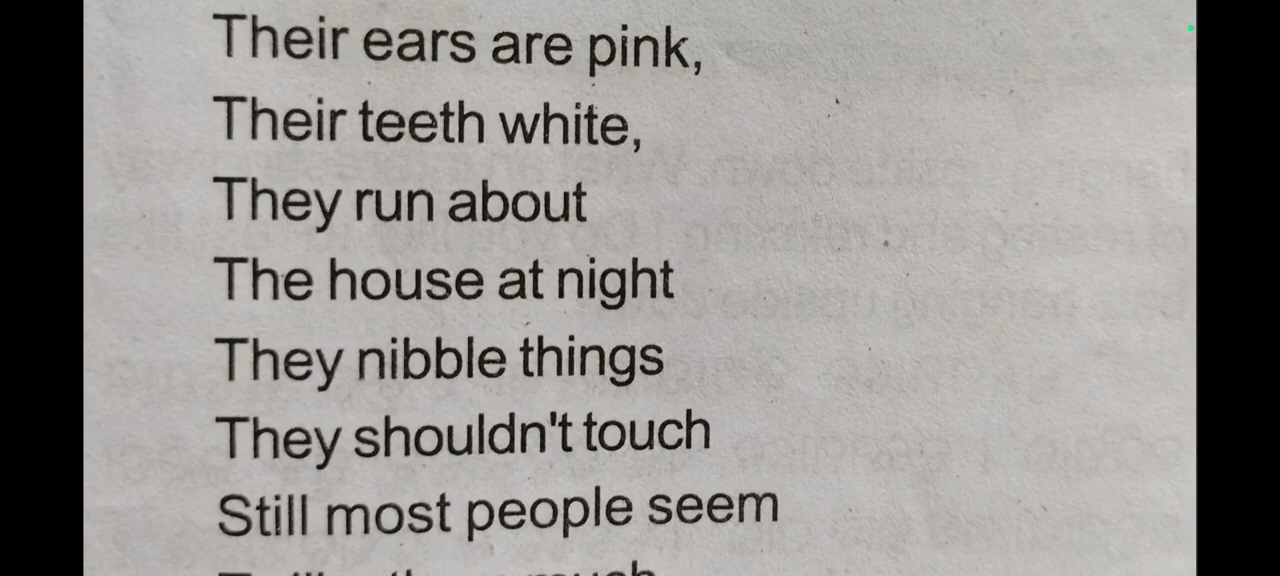 Their ears are pink,
Their teeth white,
They run about
The house at night
They nibble things
They shouldn't touch
Still most people seem